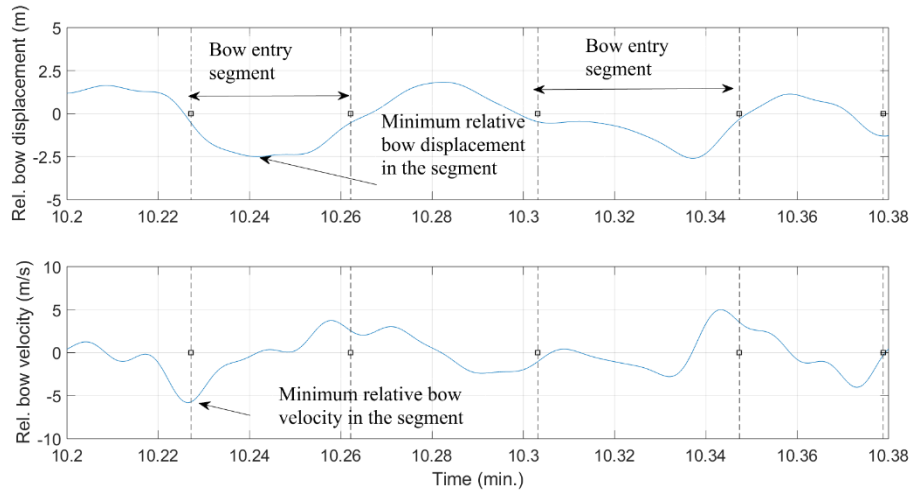 Rel. bow displacement (m)
5
2.5
0
-2.5
-5
Bow entry
segment
Bow entry
segment
Minimum relative
bow displacement
in the segment
10.2
10.22
10.24
10.26
10.28
10.3
10.32
10.34
10.36
10.38
Rel. bow velocity (m/s)
10
5
0
-5
-10
Minimum relative bow
velocity in the segment
10.2
10.22
10.24
10.26
10.28
10.3
10.32
10.34
10.36
10.38
Time (min.)